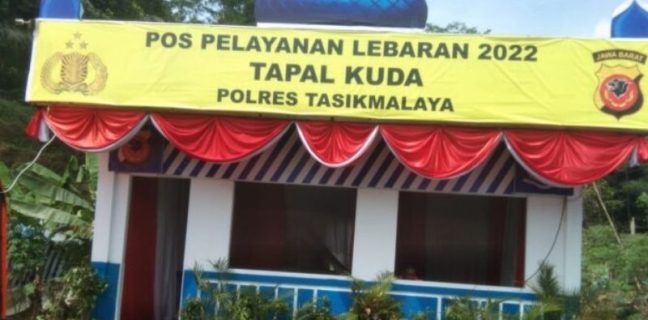 POS PELAYANAN LEBARAN 2022
TAPAL KUDA
POLRES TASIKMALAYA
JAWA BARAT